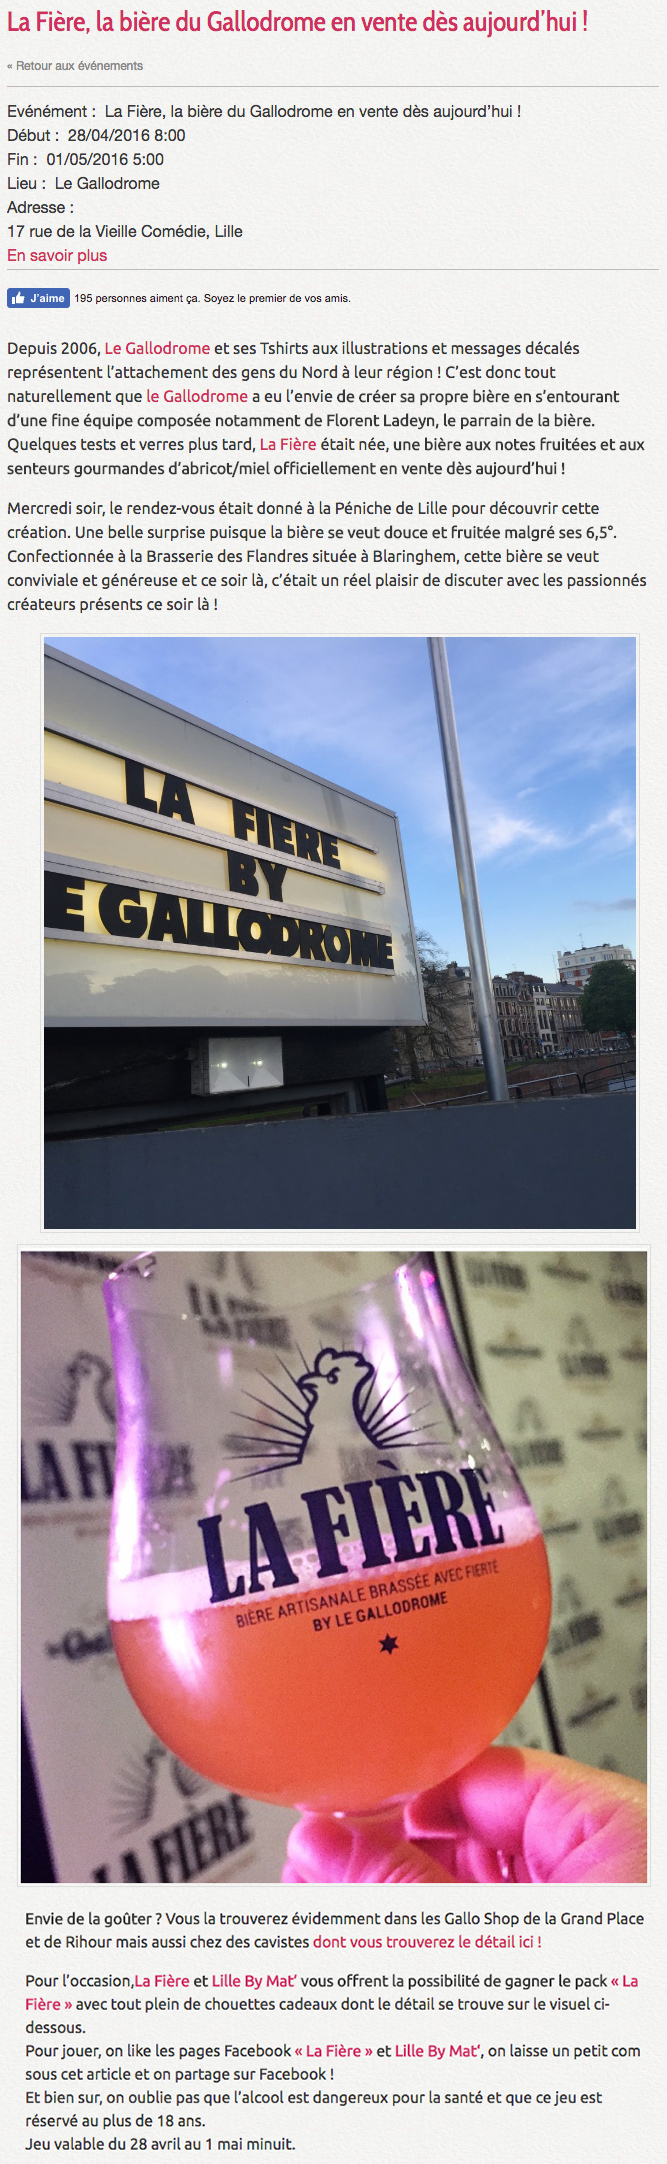 La Fière, la bière du Gallodrome en vente dès aujourd’hui !
« Retour aux événements
Evénément : La Fière, la bière du Gallodrome en vente dès aujourd’hui !
Début : 28/04/2016 8:00
Fin : 01/05/2016 5:00
Lieu : Le Gallodrome
Adresse :
17 rue de la Vieille Comédie, Lille
En savoir plus
J’aime 195 personnes aiment ça. Soyez le premier de vos amis.
Depuis 2006, Le Gallodrome et ses Tshirts aux illustrations et messages décalés
représentent l’attachement des gens du Nord à leur région ! C’est donc tout
naturellement que le Gallodrome a eu l’envie de créer sa propre bière en s’entourant
d’une fine équipe composée notamment de Florent Ladeyn, le parrain de la bière.
Quelques tests et verres plus tard, La Fière était née, une bière aux notes fruitées et aux
senteurs gourmandes d’abricot/miel officiellement en vente dès aujourd’hui !
Mercredi soir, le rendez-vous était donné à la Péniche de Lille pour découvrir cette
création. Une belle surprise puisque la bière se veut douce et fruitée malgré ses 6,5°.
Confectionnée à la Brasserie des Flandres située à Blaringhem, cette bière se veut
conviviale et généreuse et ce soir là, c’était un réel plaisir de discuter avec les passionnés
créateurs présents ce soir là !
LA FIERE
BY
E GALLODROME
LA FIÈRE
LA FIÈRE
BIÈRE ARTISANALE BRASSÉE AVEC FIERTÉ
BY LE GALLODROME
LA FIÈRE
Envie de la goûter ? Vous la trouverez évidemment dans les Gallo Shop de la Grand Place
et de Rihour mais aussi chez des cavistes dont vous trouverez le détail ici !
Pour l’occasion,La Fière et Lille By Mat’ vous offrent la possibilité de gagner le pack « La
Fière » avec tout plein de chouettes cadeaux dont le détail se trouve sur le visuel ci-
dessous.
Pour jouer, on like les pages Facebook « La Fière » et Lille By Mat’, on laisse un petit com
sous cet article et on partage sur Facebook !
Et bien sur, on oublie pas que l’alcool est dangereux pour la santé et que ce jeu est
réservé au plus de 18 ans.
Jeu valable du 28 avril au 1 mai minuit.